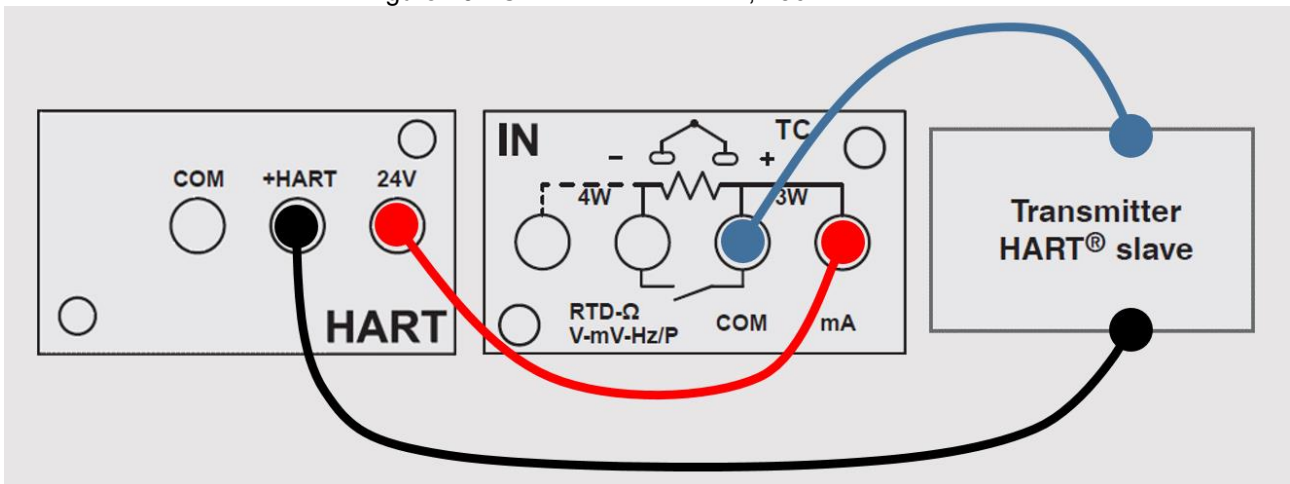 COM +HART 24V
HART
IN
TC
- +
4W 3W
RTD-Ω
V-mV-Hz/P
COM mA
Transmitter
HART® slave